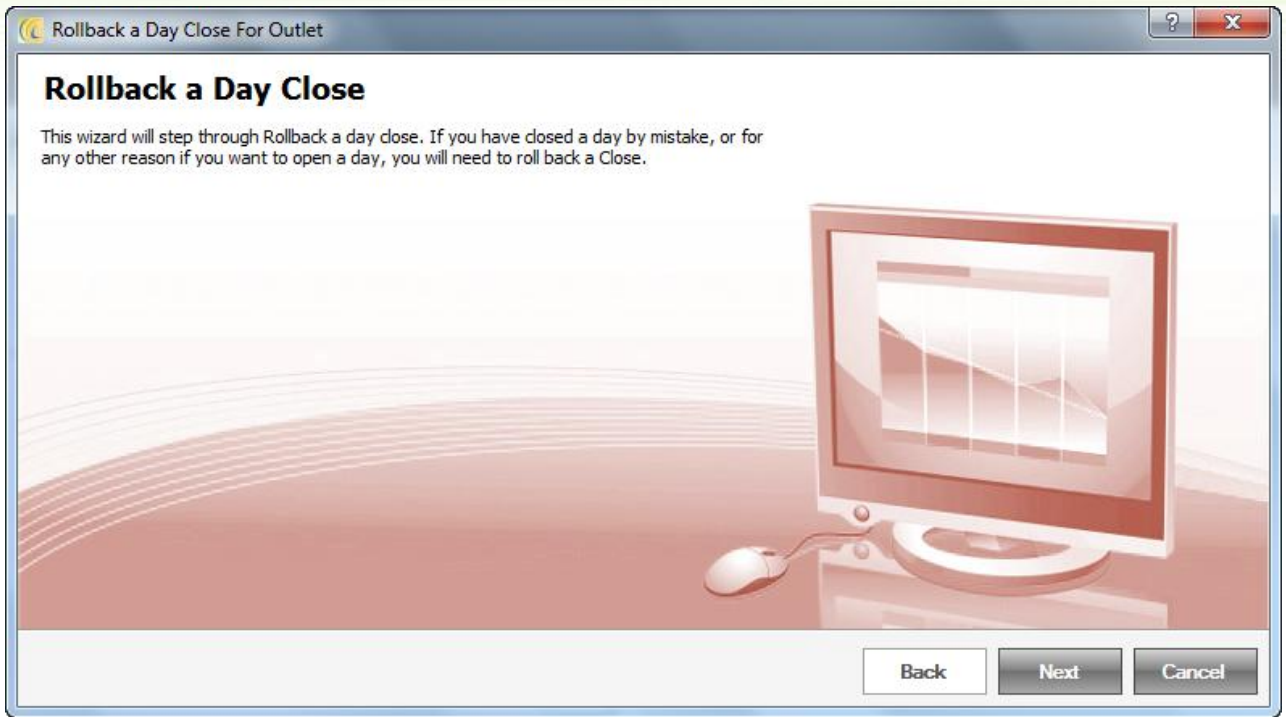 Rollback a Day Close For Outlet
?
X
Rollback a Day Close
This wizard will step through Rollback a day close. If you have closed a day by mistake, or for
any other reason if you want to open a day, you will need to roll back a Close.
Back
Next
Cancel